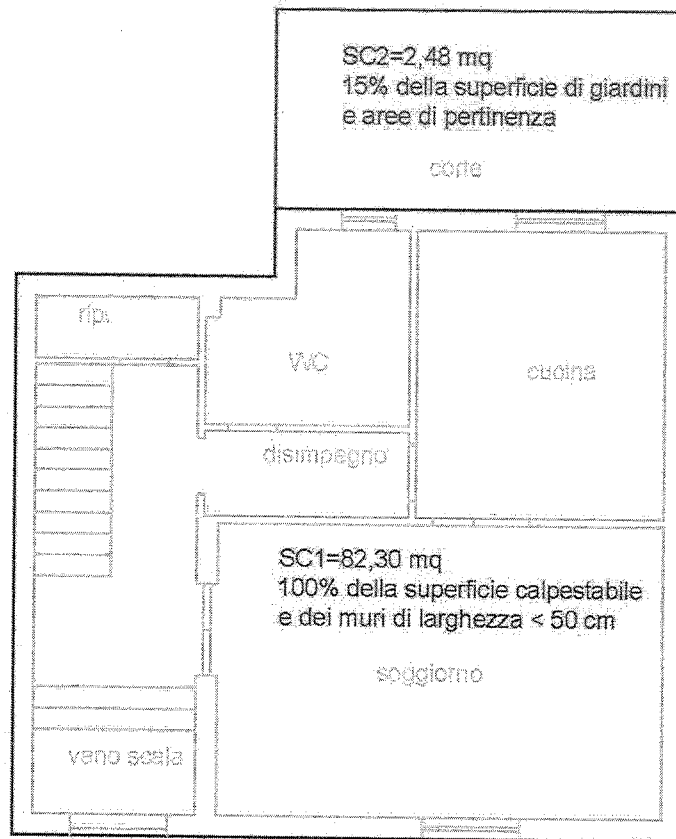 SC2=2,48 mq
15% della superficie di giardini
e aree di pertinenza
corte
rip.
WC
cucina
disimpegno
SC1=82,30 mq
100% della superficie calpestabile
e dei muri di larghezza < 50 cm
soggiorno
vano scala